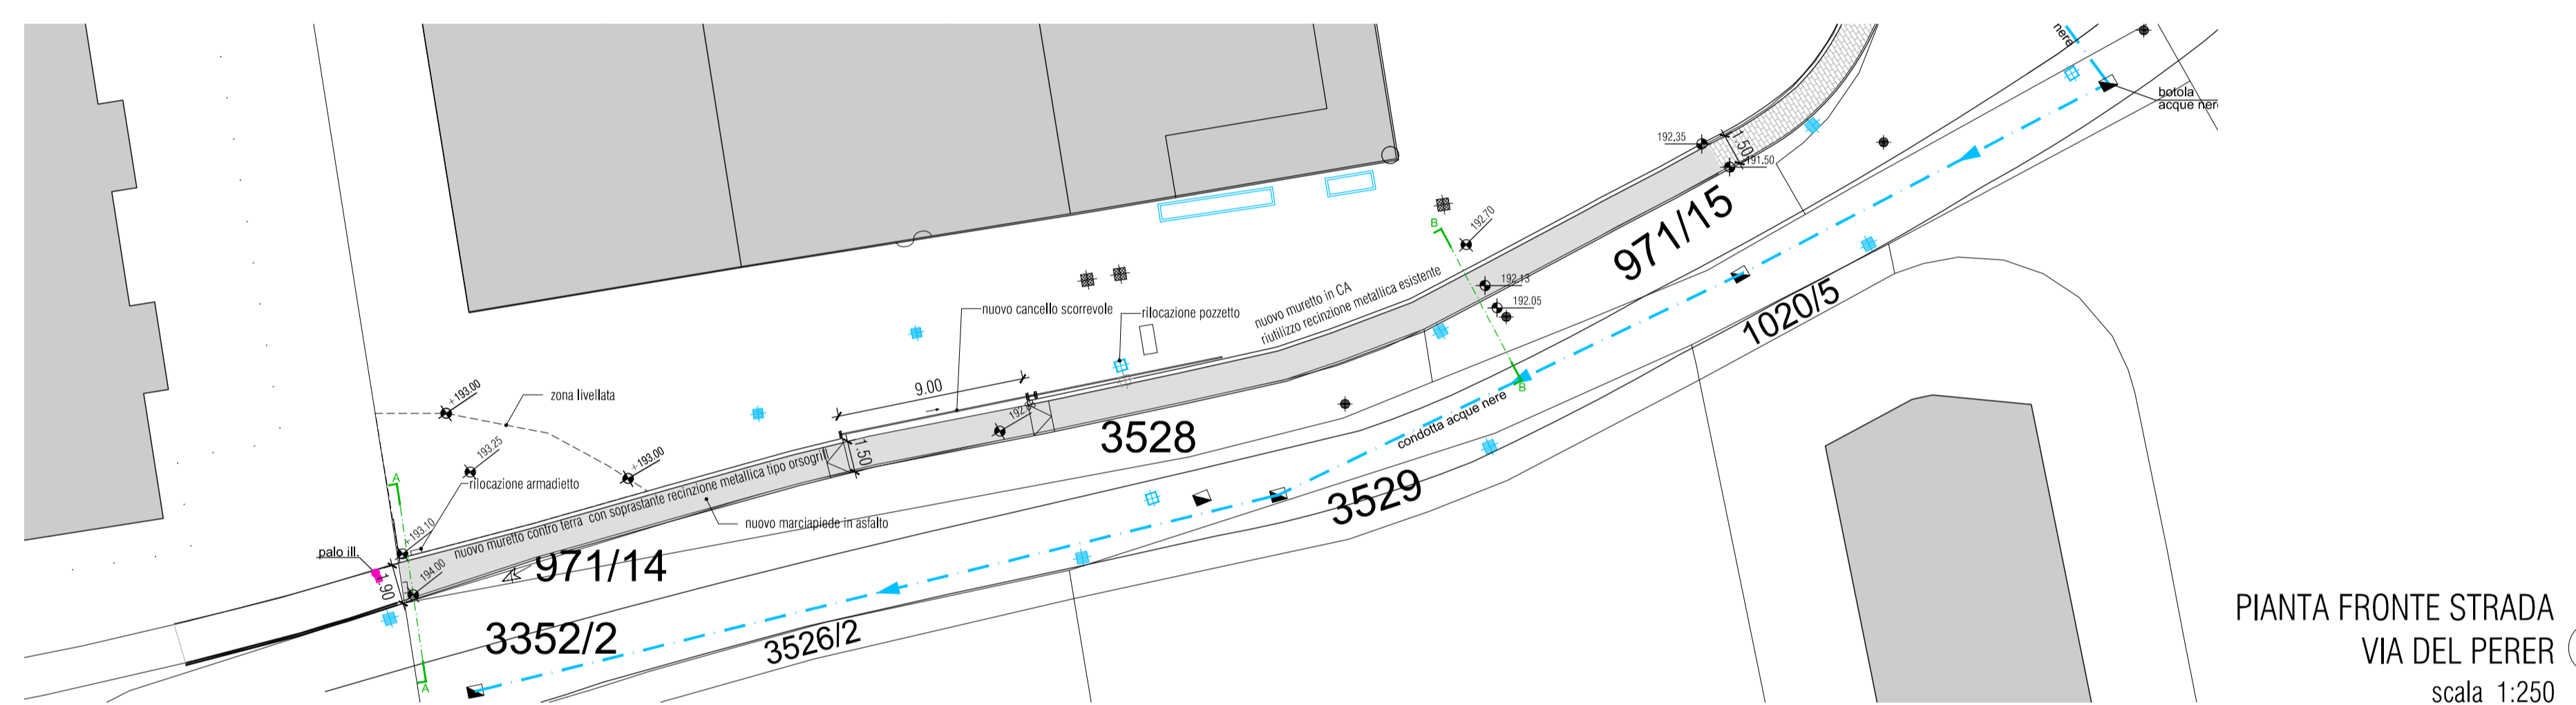 nere
botola
acque ner
192.35
1.50
191.50
971/15
192.70
B
192.13
192.05
1020/5
nuovo muretto in CA
riutilizzo recinzione metallica esistente
nuovo cancello scorrevole
rilocazione pozzetto
9.00
+193.00
zona livellata
193.25
+193.00
A
rilocazione armadietto
1.50
3528
B
condotta acque nere
3529
nuovo muretto contro terra con soprastante recinzione metallica tipo orsogrill
nuovo marciapiede in asfalto
+193.10
palo ill.
1.90
194.00
971/14
3352/2
3526/2
A
PIANTA FRONTE STRADA
VIA DEL PERER
scala 1:250